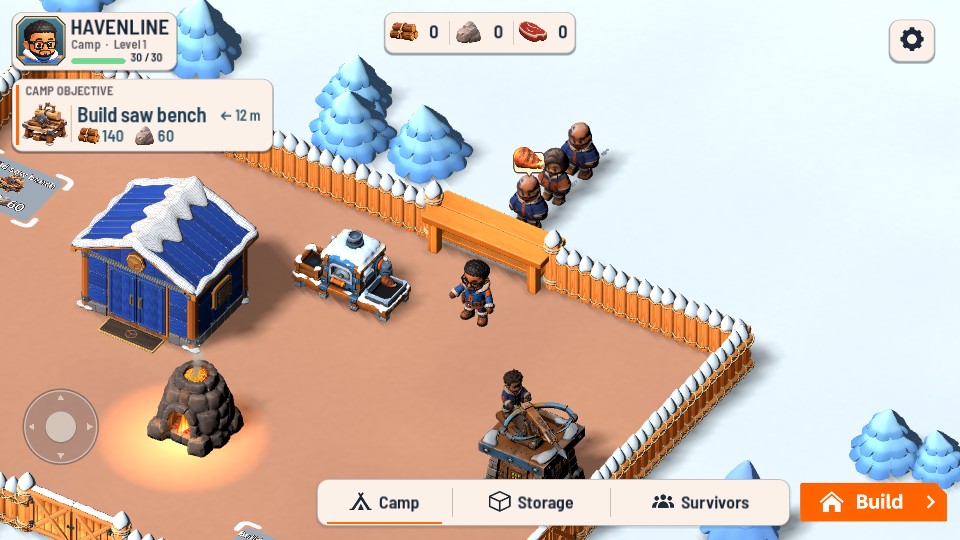 HAVENLINE
Camp · Level 1
30 / 30
0 0 0
CAMP OBJECTIVE
Build saw bench ← 12 m
140 60
60
Camp
Storage
Survivors
Build